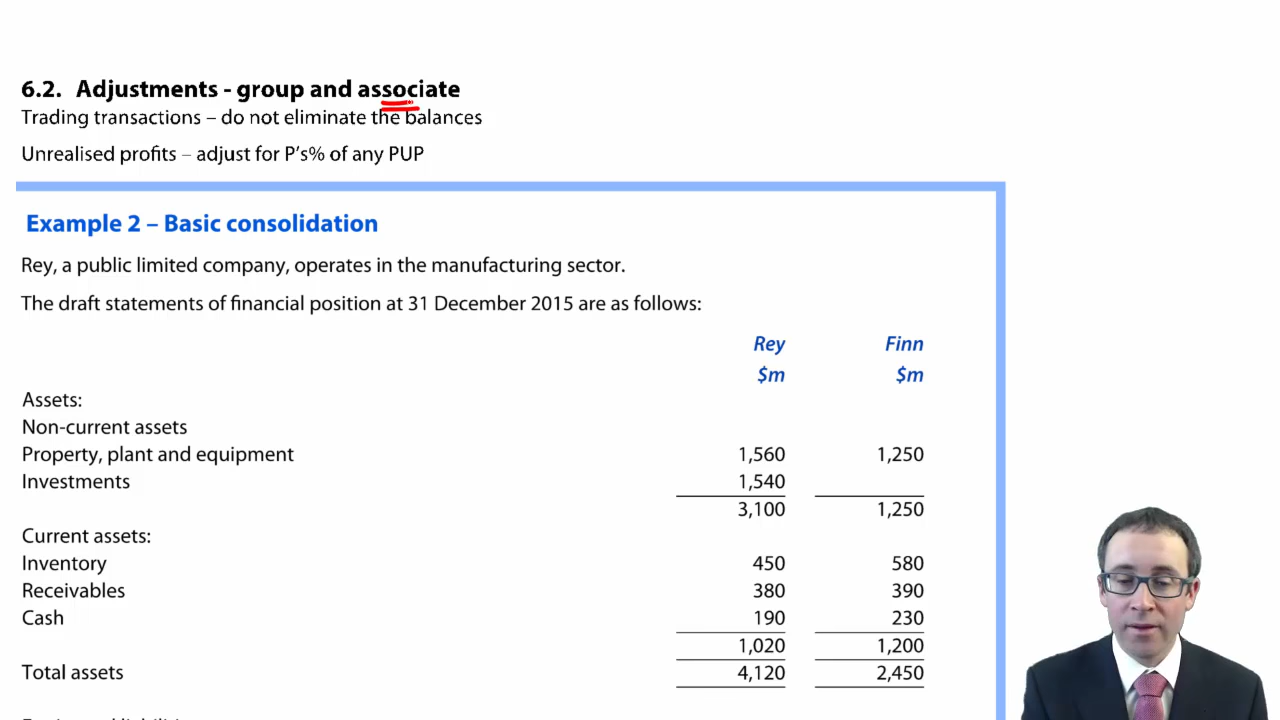 6.2. Adjustments - group and associate
Trading transactions – do not eliminate the balances
Unrealised profits – adjust for P's% of any PUP
Example 2 – Basic consolidation
Rey, a public limited company, operates in the manufacturing sector.
The draft statements of financial position at 31 December 2015 are as follows:
Rey Finn
$m $m
Assets:
Non-current assets
Property, plant and equipment 1,560 1,250
Investments 1,540
3,100 1,250
Current assets:
Inventory 450 580
Receivables 380 390
Cash 190 230
1,020 1,200
Total assets 4,120 2,450